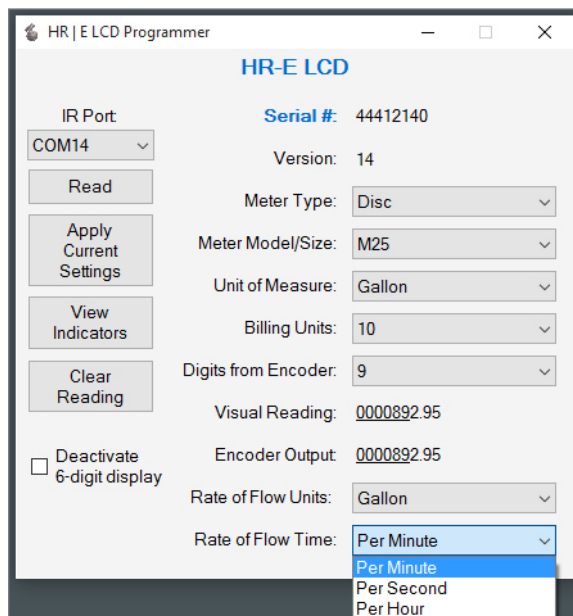 HR | E LCD Programmer
HR-E LCD
IR Port:
COM14
Read
Apply
Current
Settings
View
Indicators
Clear
Reading
Deactivate
6-digit display
Serial #: 44412140
Version: 14
Meter Type: Disc
Meter Model/Size: M25
Unit of Measure: Gallon
Billing Units: 10
Digits from Encoder: 9
Visual Reading: 0000892.95
Encoder Output: 0000892.95
Rate of Flow Units: Gallon
Rate of Flow Time: Per Minute
Per Minute
Per Second
Per Hour